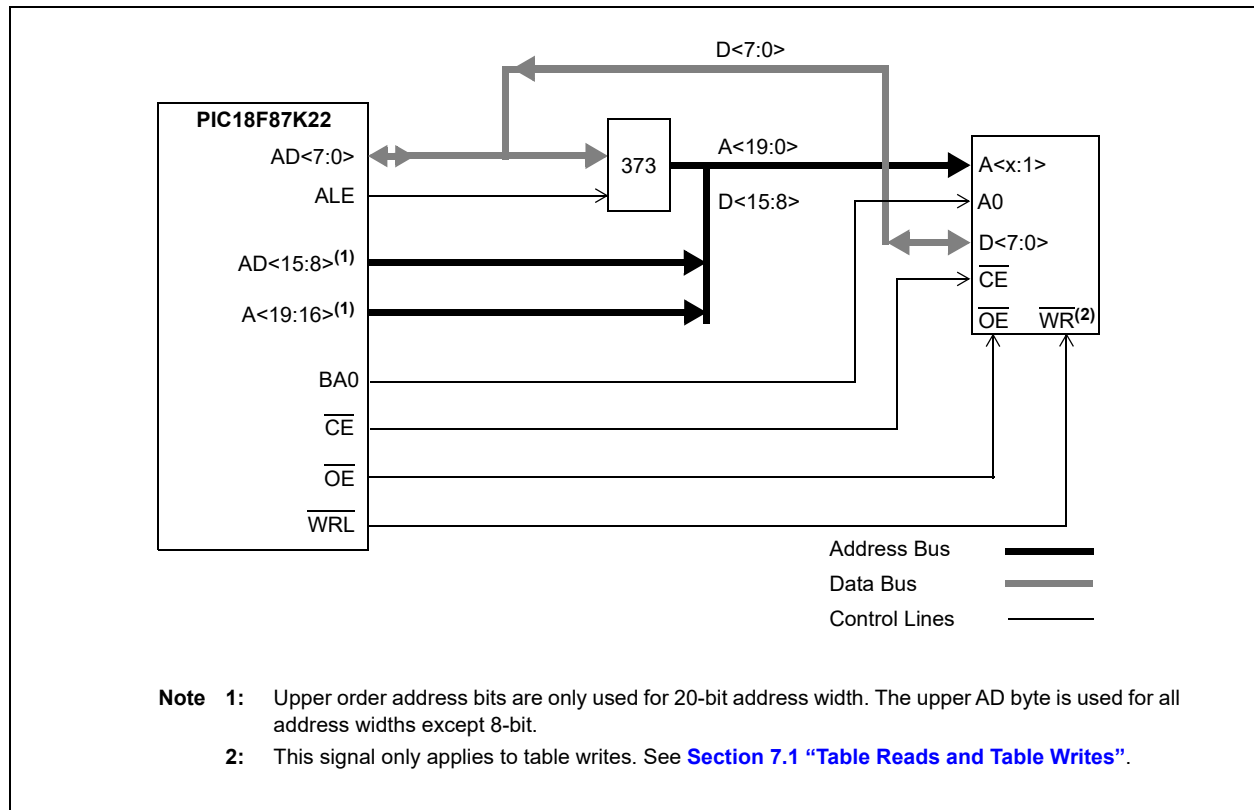 D<7:0>
PIC18F87K22
AD<7:0>
373
A<19:0>
A<x:1>
ALE
D<15:8>
A0
AD<15:8>(1)
D<7:0>
CE
A<19:16>(1)
OE WR(2)
BA0
CE
OE
WRL
Address Bus
Data Bus
Control Lines
Note 1: Upper order address bits are only used for 20-bit address width. The upper AD byte is used for all
address widths except 8-bit.
2: This signal only applies to table writes. See Section 7.1 “Table Reads and Table Writes”.